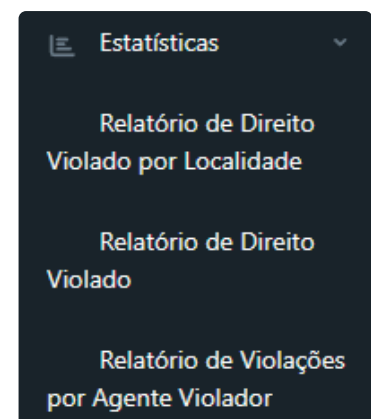 Estatísticas
Relatório de Direito
Violado por Localidade
Relatório de Direito
Violado
Relatório de Violações
por Agente Violador